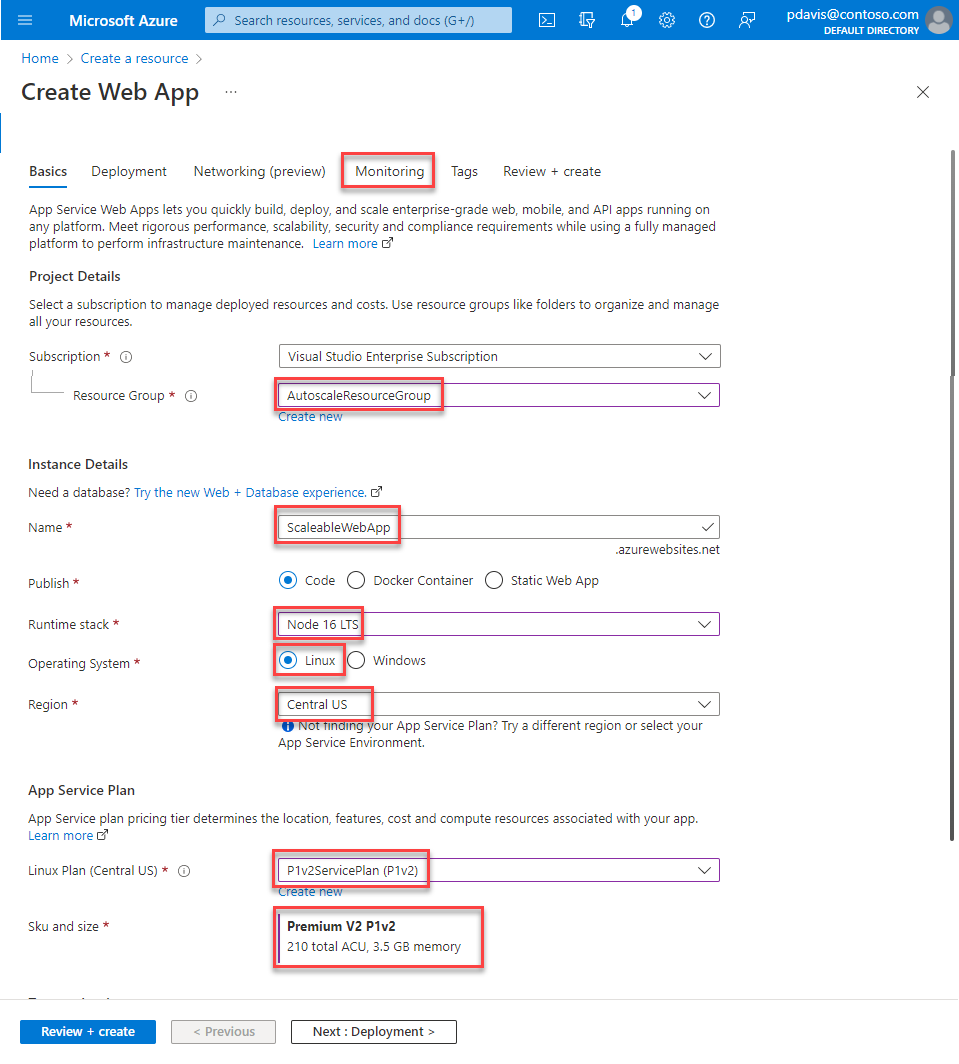 Microsoft Azure
Search resources, services, and docs (G+/)
1
pdavis@contoso.com
DEFAULT DIRECTORY
Home > Create a resource >
Create Web App ...
Basics Deployment Networking (preview) Monitoring Tags Review + create
App Service Web Apps lets you quickly build, deploy, and scale enterprise-grade web, mobile, and API apps running on
any platform. Meet rigorous performance, scalability, security and compliance requirements while using a fully managed
platform to perform infrastructure maintenance. Learn more
Project Details
Select a subscription to manage deployed resources and costs. Use resource groups like folders to organize and manage
all your resources.
Subscription * Visual Studio Enterprise Subscription
Resource Group * AutoscaleResourceGroup
Create new
Instance Details
Need a database? Try the new Web + Database experience.
Name * ScaleableWebApp
.azurewebsites.net
Publish * Code Docker Container Static Web App
Runtime stack * Node 16 LTS
Operating System * Linux Windows
Region * Central US
Not finding your App Service Plan? Try a different region or select your
App Service Environment.
App Service Plan
App Service plan pricing tier determines the location, features, cost and compute resources associated with your app.
Learn more
Linux Plan (Central US) * P1v2ServicePlan (P1v2)
Create new
Sku and size * Premium V2 P1v2
210 total ACU, 3.5 GB memory
Review + create < Previous Next : Deployment >